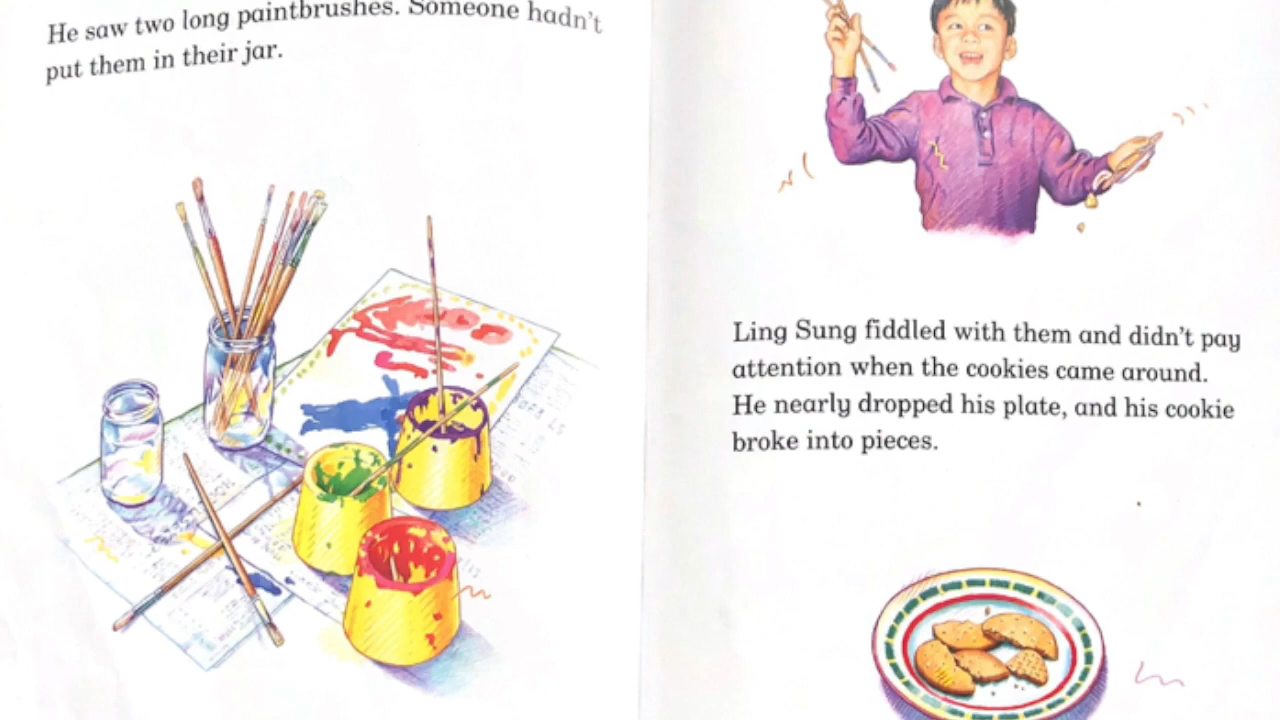 He saw two long paintbrushes. Someone hadn't
put them in their jar.
Ling Sung fiddled with them and didn't pay
attention when the cookies came around.
He nearly dropped his plate, and his cookie
broke into pieces.